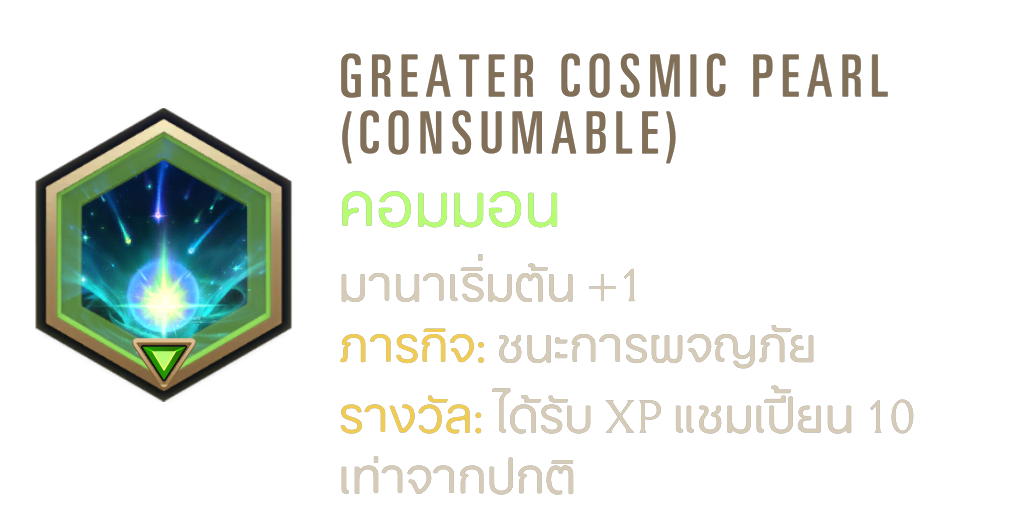 GREATER COSMIC PEARL
(CONSUMABLE)
คอมมอน
มานาเริ่มต้น +1
ภารกิจ: ชนะการผจญภัย
รางวัล: ได้รับ XP แชมเปี้ยน 10
เท่าจากปกติ